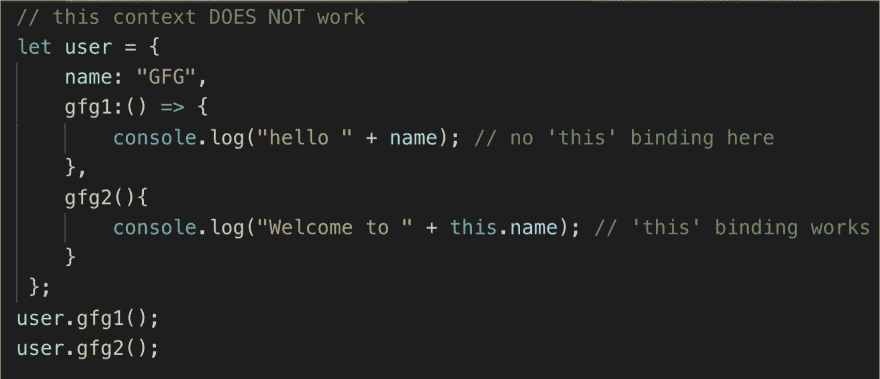 // this context DOES NOT work
let user = {
    name: "GFG",
    gfg1:() => {
        console.log("hello " + name); // no 'this' binding here
    },
    gfg2(){
        console.log("Welcome to " + this.name); // 'this' binding works
    }
 };
user.gfg1();
user.gfg2();